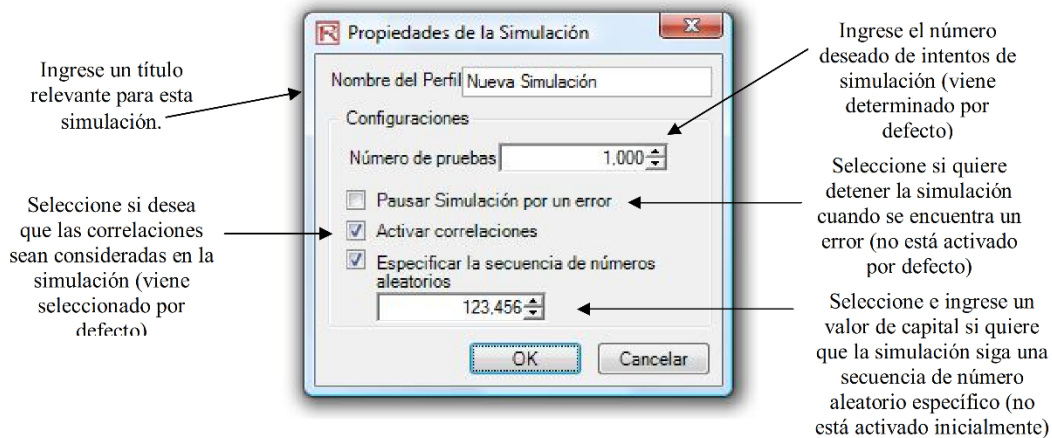 Ingrese un título
relevante para esta
simulación.
Seleccione si desea
que las correlaciones
sean consideradas en la
simulación (viene
seleccionado por
defecto)
Propiedades de la Simulación
Nombre del Perfil Nueva Simulación
Configuraciones
Número de pruebas 1,000
Pausar Simulación por un error
Activar correlaciones
Especificar la secuencia de números
aleatorios
123,456
OK Cancelar
Ingrese el número
deseado de intentos de
simulación (viene
determinado por
defecto)
Seleccione si quiere
detener la simulación
cuando se encuentra un
error (no está activado
por defecto)
Seleccione e ingrese un
valor de capital si quiere
que la simulación siga una
secuencia de número
aleatorio específico (no
está activado inicialmente)